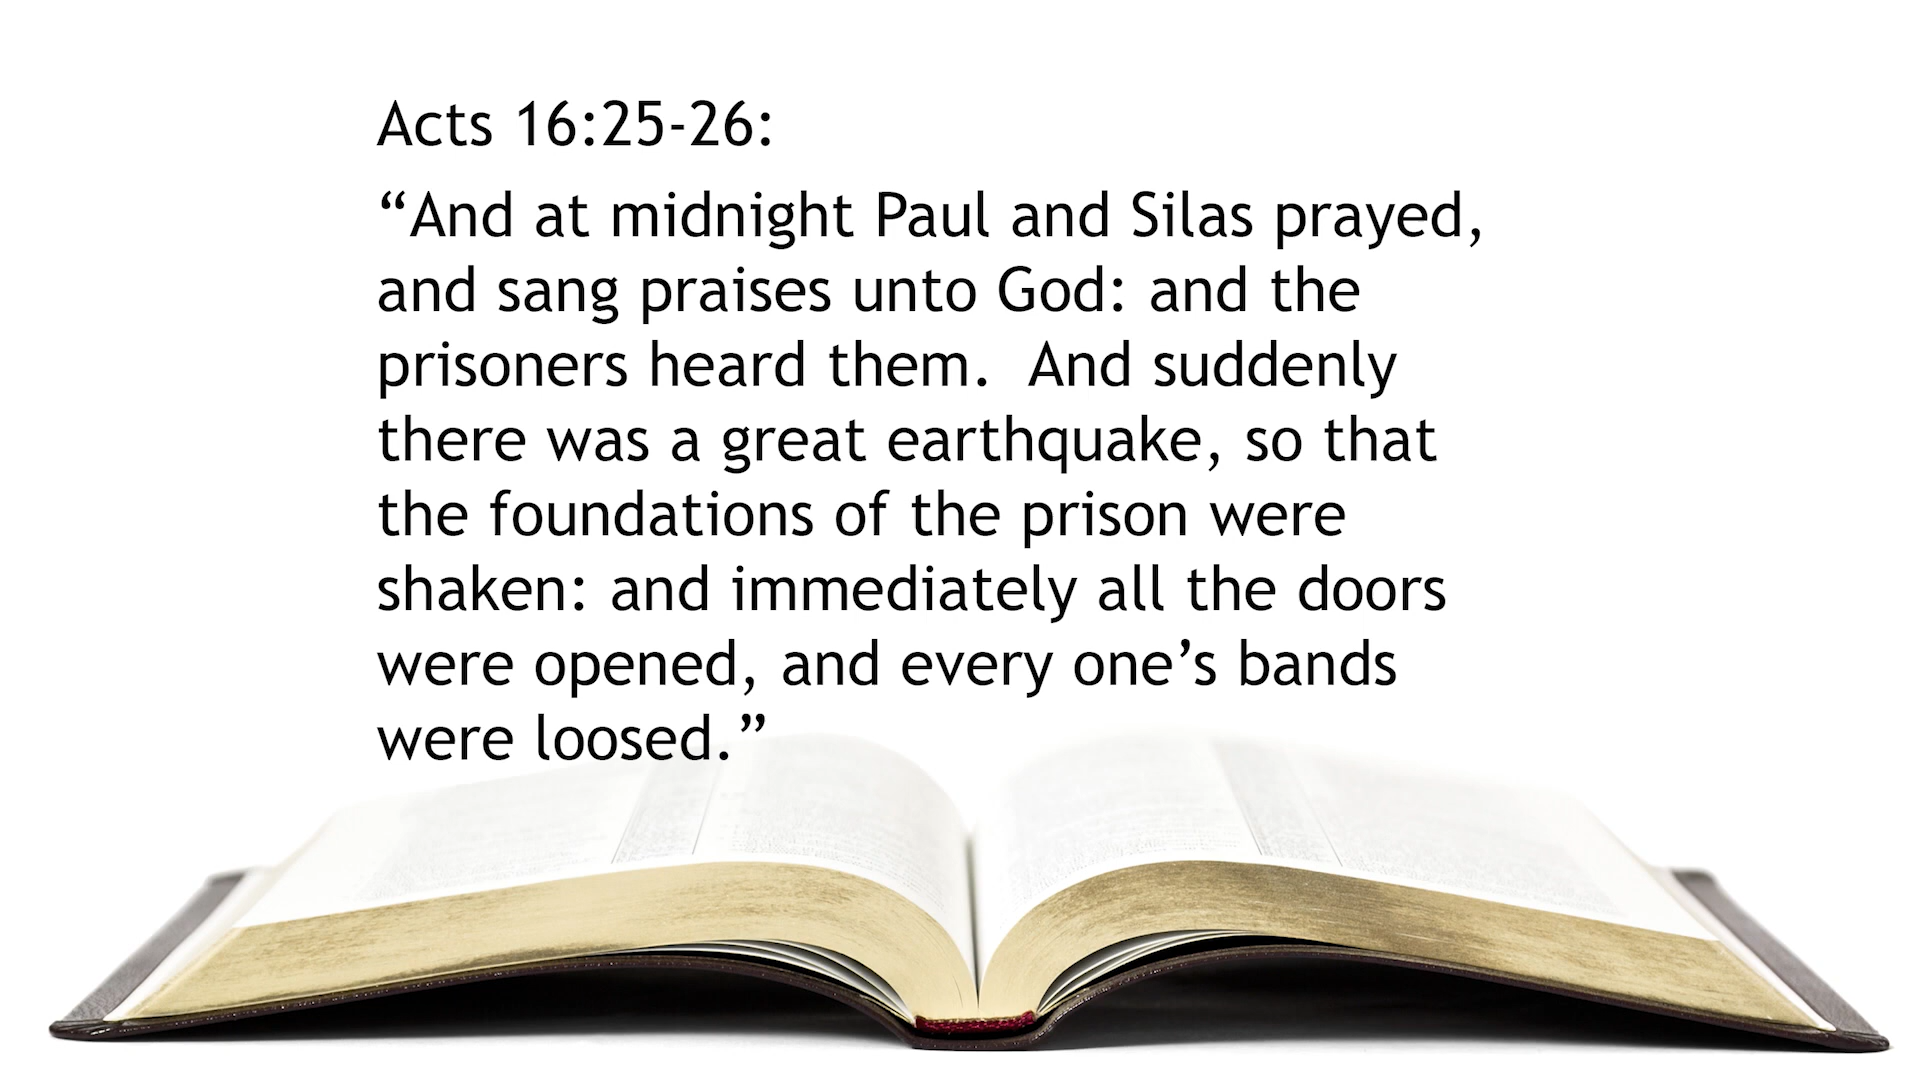 Acts 16:25-26:
“And at midnight Paul and Silas prayed,
and sang praises unto God: and the
prisoners heard them.  And suddenly
there was a great earthquake, so that
the foundations of the prison were
shaken: and immediately all the doors
were opened, and every one’s bands
were loosed.”